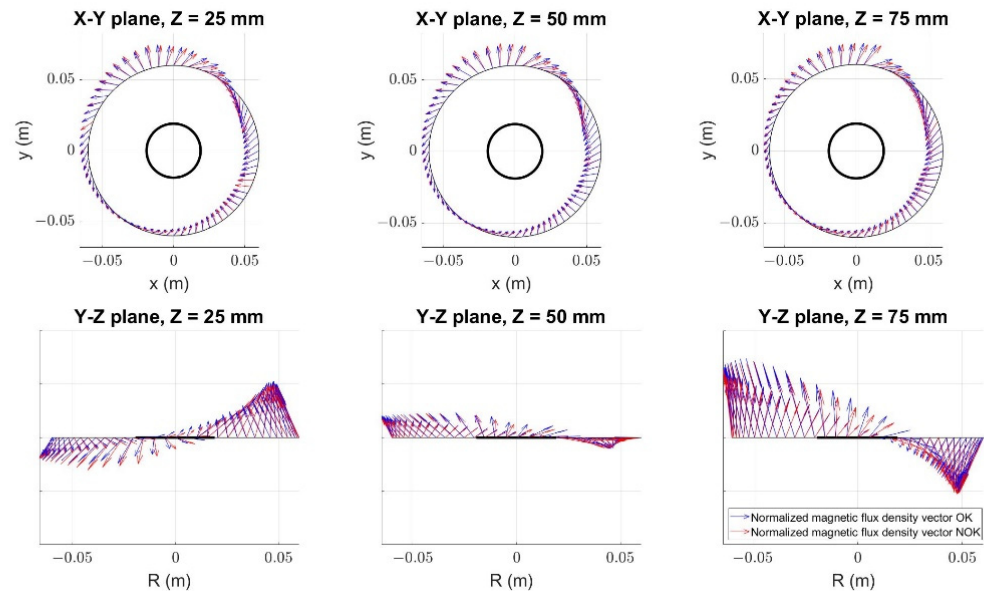 X-Y plane, Z = 25 mm
X-Y plane, Z = 50 mm
X-Y plane, Z = 75 mm
0.05
0
−0.05
y (m)
−0.05
0
0.05
x (m)
0.05
0
−0.05
y (m)
−0.05
0
0.05
x (m)
0.05
0
−0.05
y (m)
−0.05
0
0.05
x (m)
Y-Z plane, Z = 25 mm
Y-Z plane, Z = 50 mm
Y-Z plane, Z = 75 mm
−0.05
0
0.05
R (m)
−0.05
0
0.05
R (m)
Normalized magnetic flux density vector OK
Normalized magnetic flux density vector NOK
−0.05
0
0.05
R (m)